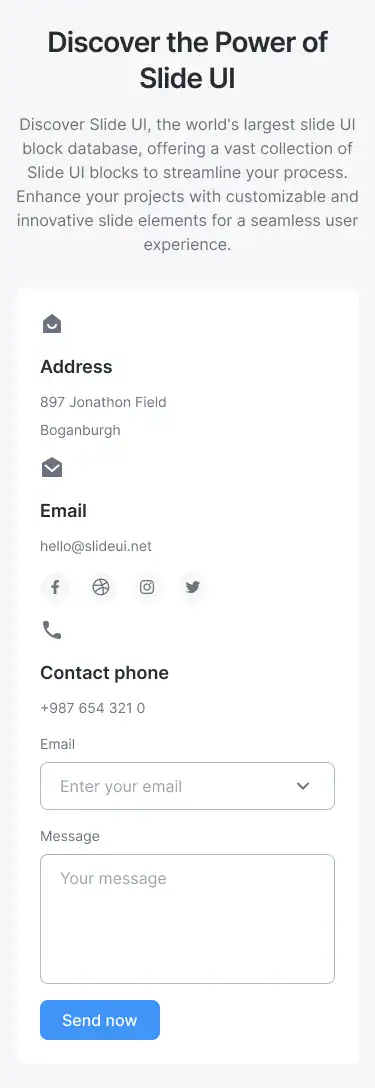 Discover the Power of
Slide UI
Discover Slide UI, the world's largest slide UI
block database, offering a vast collection of
Slide UI blocks to streamline your process.
Enhance your projects with customizable and
innovative slide elements for a seamless user
experience.
Address
897 Jonathon Field
Boganburgh
Email
hello@slideui.net
Contact phone
+987 654 321 0
Email
Enter your email
Message
Your message
Send now